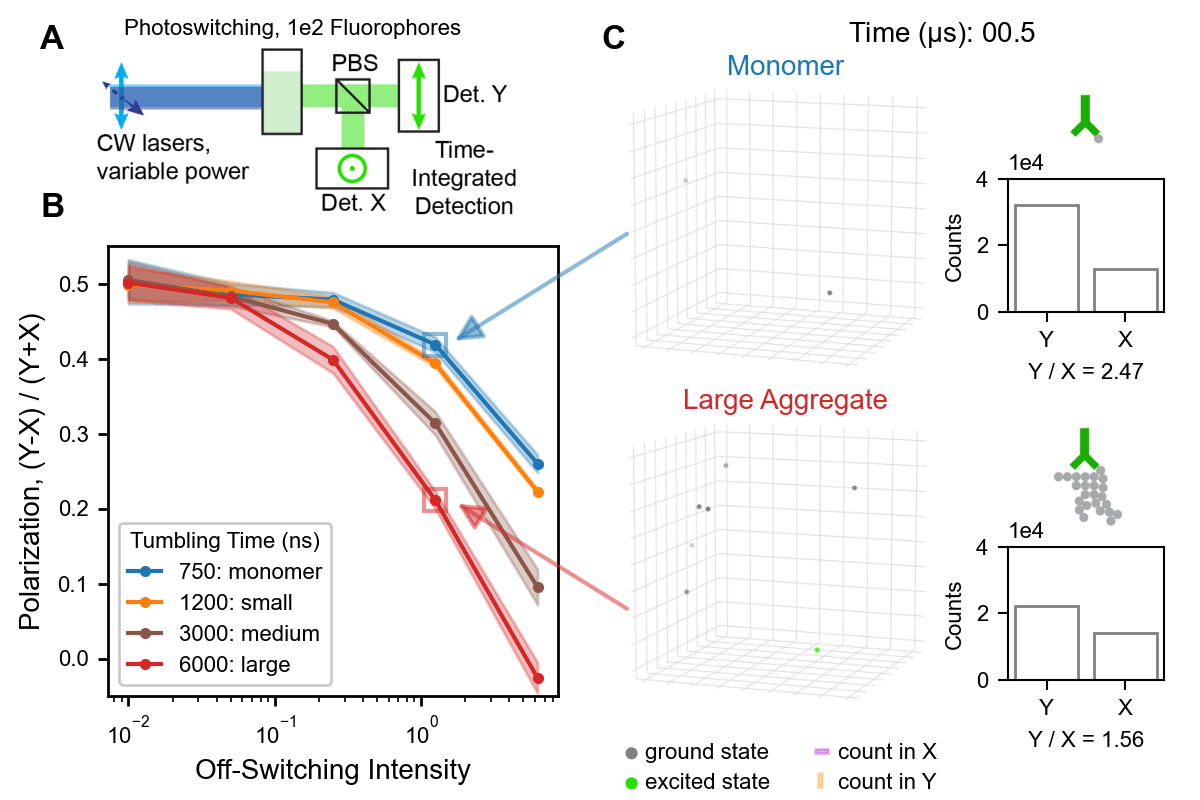 A
Photoswitching, 1e2 Fluorophores
PBS
Det. Y
CW lasers,
variable power
Det. X
Time-
Integrated
Detection
B
Polarization, (Y-X) / (Y+X)
0.5
0.4
0.3
0.2
0.1
0.0
Tumbling Time (ns)
750: monomer
1200: small
3000: medium
6000: large
10⁻²
10⁻¹
10⁰
Off-Switching Intensity
C
Time (μs): 00.5
Monomer
1e4
Counts
4
2
0
Y
X
Y / X = 2.47
Large Aggregate
1e4
Counts
4
2
0
Y
X
Y / X = 1.56
ground state
excited state
count in X
count in Y